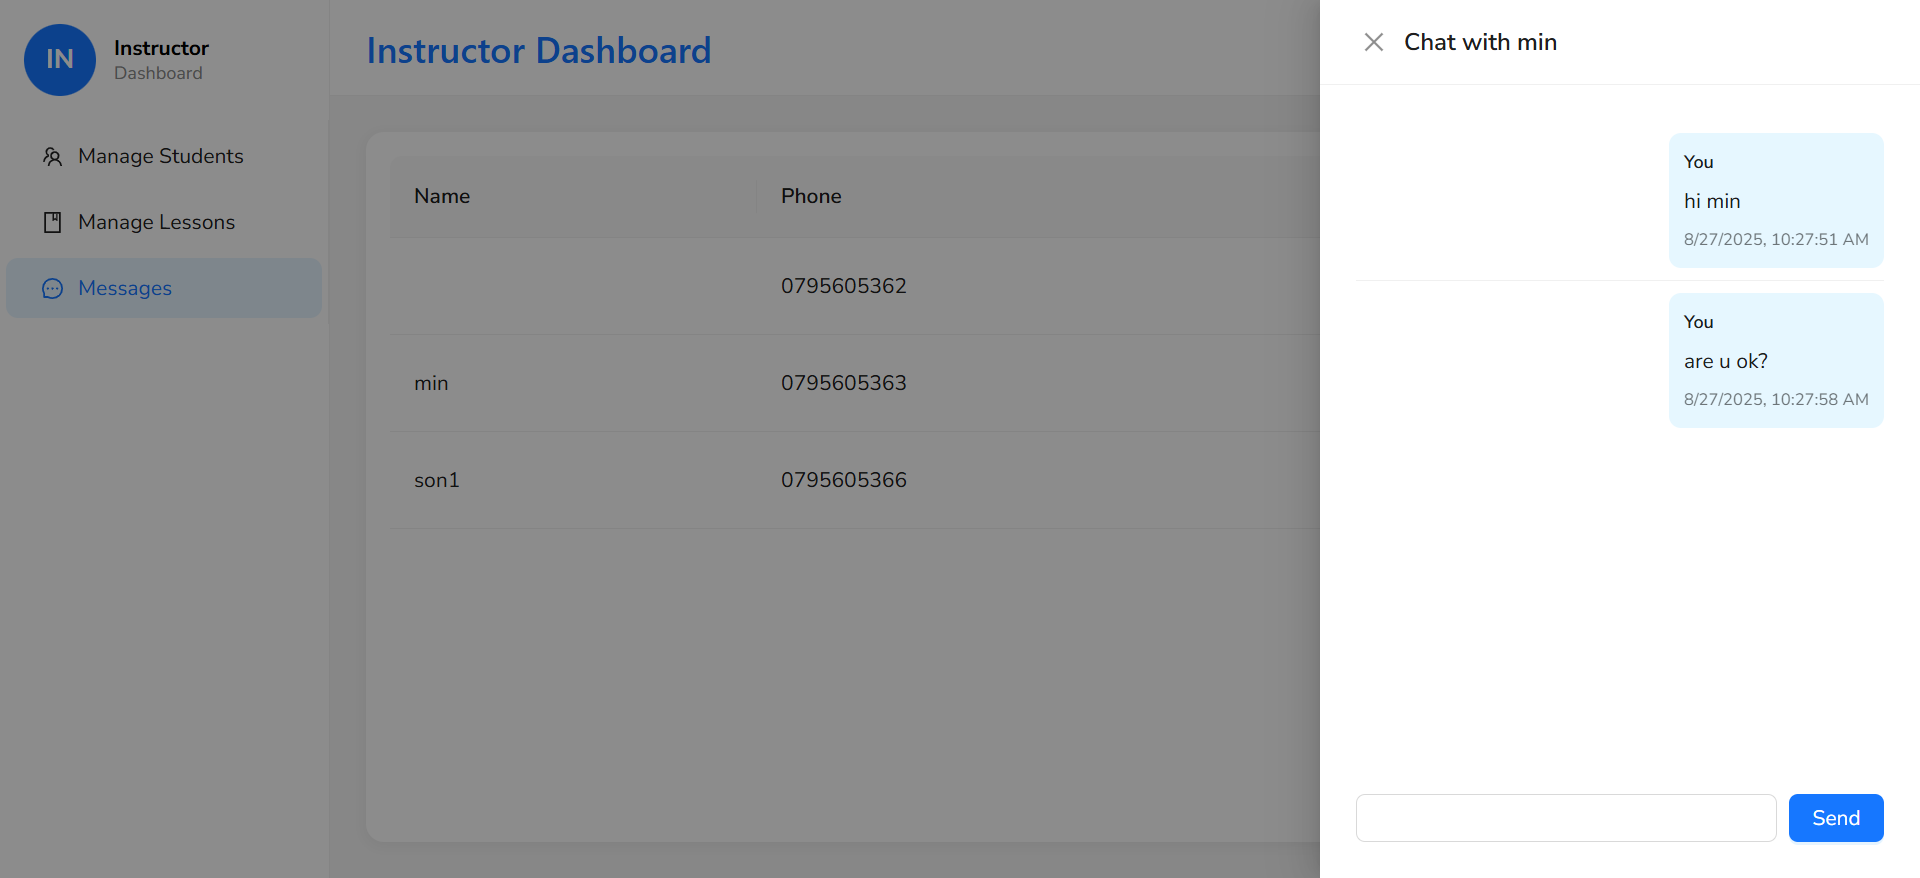 IN
Instructor
Dashboard
Manage Students
Manage Lessons
Messages
Instructor Dashboard
Name Phone
0795605362
min 0795605363
son1 0795605366
Chat with min
You
hi min
8/27/2025, 10:27:51 AM
You
are u ok?
8/27/2025, 10:27:58 AM
Send